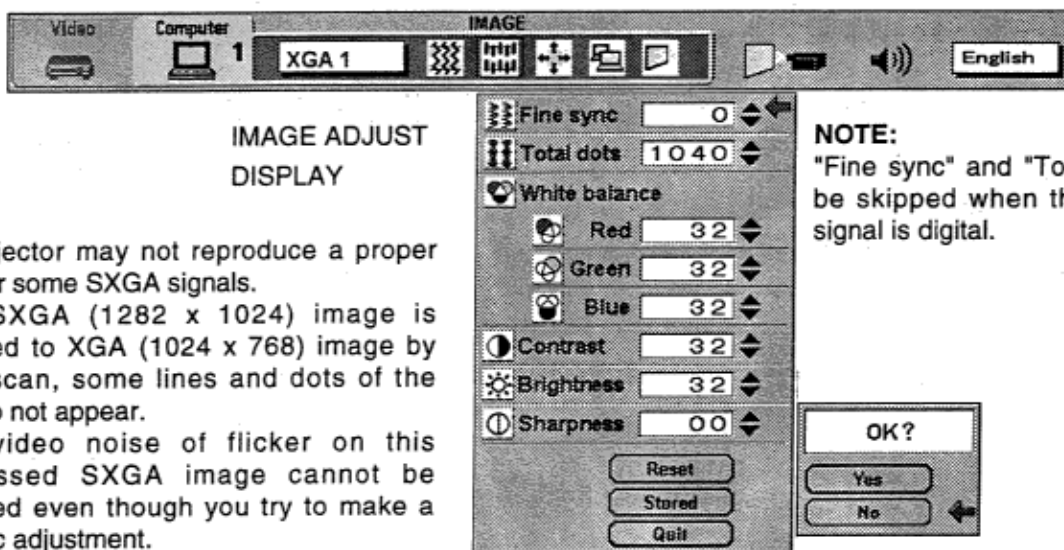 Video
Computer
IMAGE
1
XGA 1
English
IMAGE ADJUST
DISPLAY
jector may not reproduce a proper
r some SXGA signals.
SXGA (1282 x 1024) image is
ed to XGA (1024 x 768) image by
scan, some lines and dots of the
o not appear.
video noise of flicker on this
ssed SXGA image cannot be
ed even though you try to make a
c adjustment.
Fine sync 0
Total dots 1040
White balance
Red 32
Green 32
Blue 32
Contrast 32
Brightness 32
Sharpness 00
Reset
Stored
Quit
NOTE:
"Fine sync" and "To
be skipped when th
signal is digital.
OK?
Yes
No